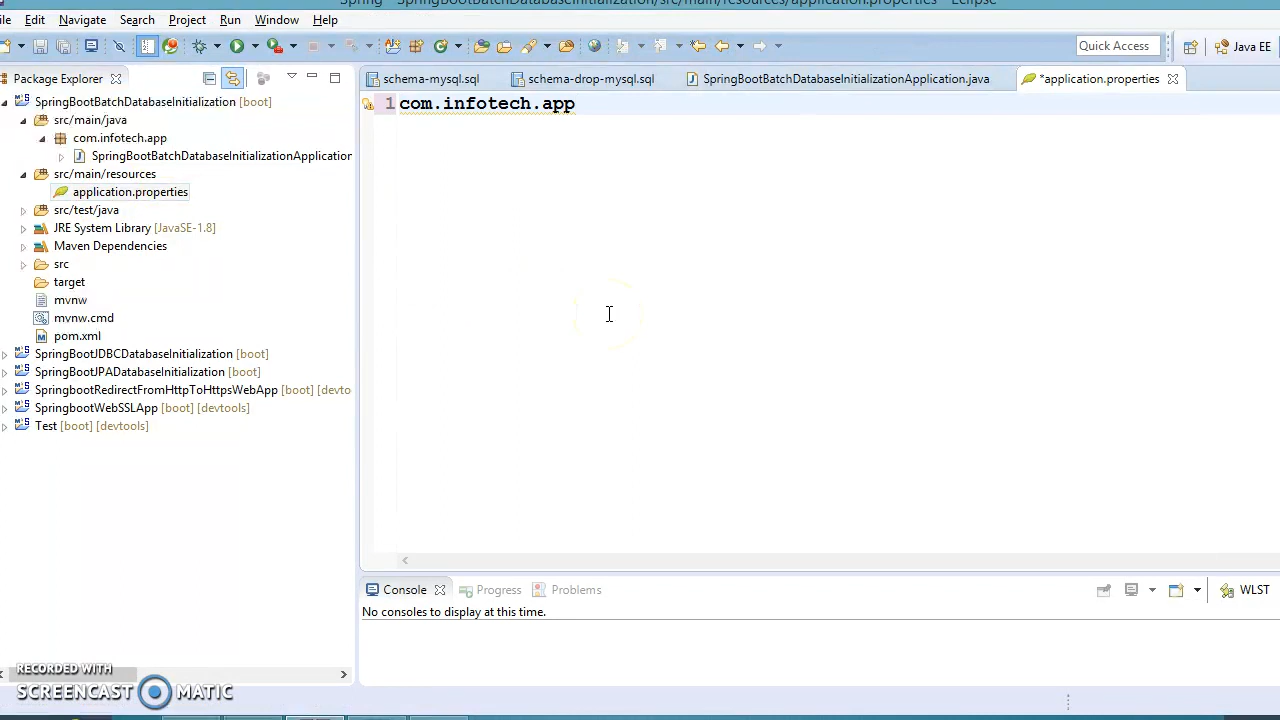 Spring - SpringBootBatchDatabaseInitialization/src/main/resources/application.properties - Eclipse
Edit Navigate Search Project Run Window Help
Quick Access
Java EE
Package Explorer
schema-mysql.sql
schema-drop-mysql.sql
SpringBootBatchDatabaseInitializationApplication.java
*application.properties
SpringBootBatchDatabaseInitialization [boot]
src/main/java
com.infotech.app
SpringBootBatchDatabaseInitializationApplication
src/main/resources
application.properties
src/test/java
JRE System Library [JavaSE-1.8]
Maven Dependencies
src
target
mvnw
mvnw.cmd
pom.xml
SpringBootJDBCDatabaseInitialization [boot]
SpringBootJPADatabaseInitialization [boot]
SpringbootRedirectFromHttpToHttpsWebApp [boot] [devto
SpringbootWebSSLApp [boot] [devtools]
Test [boot] [devtools]
1 com.infotech.app
Console
Progress
Problems
WLST
No consoles to display at this time.
RECORDED WITH
SCREENCAST MATIC